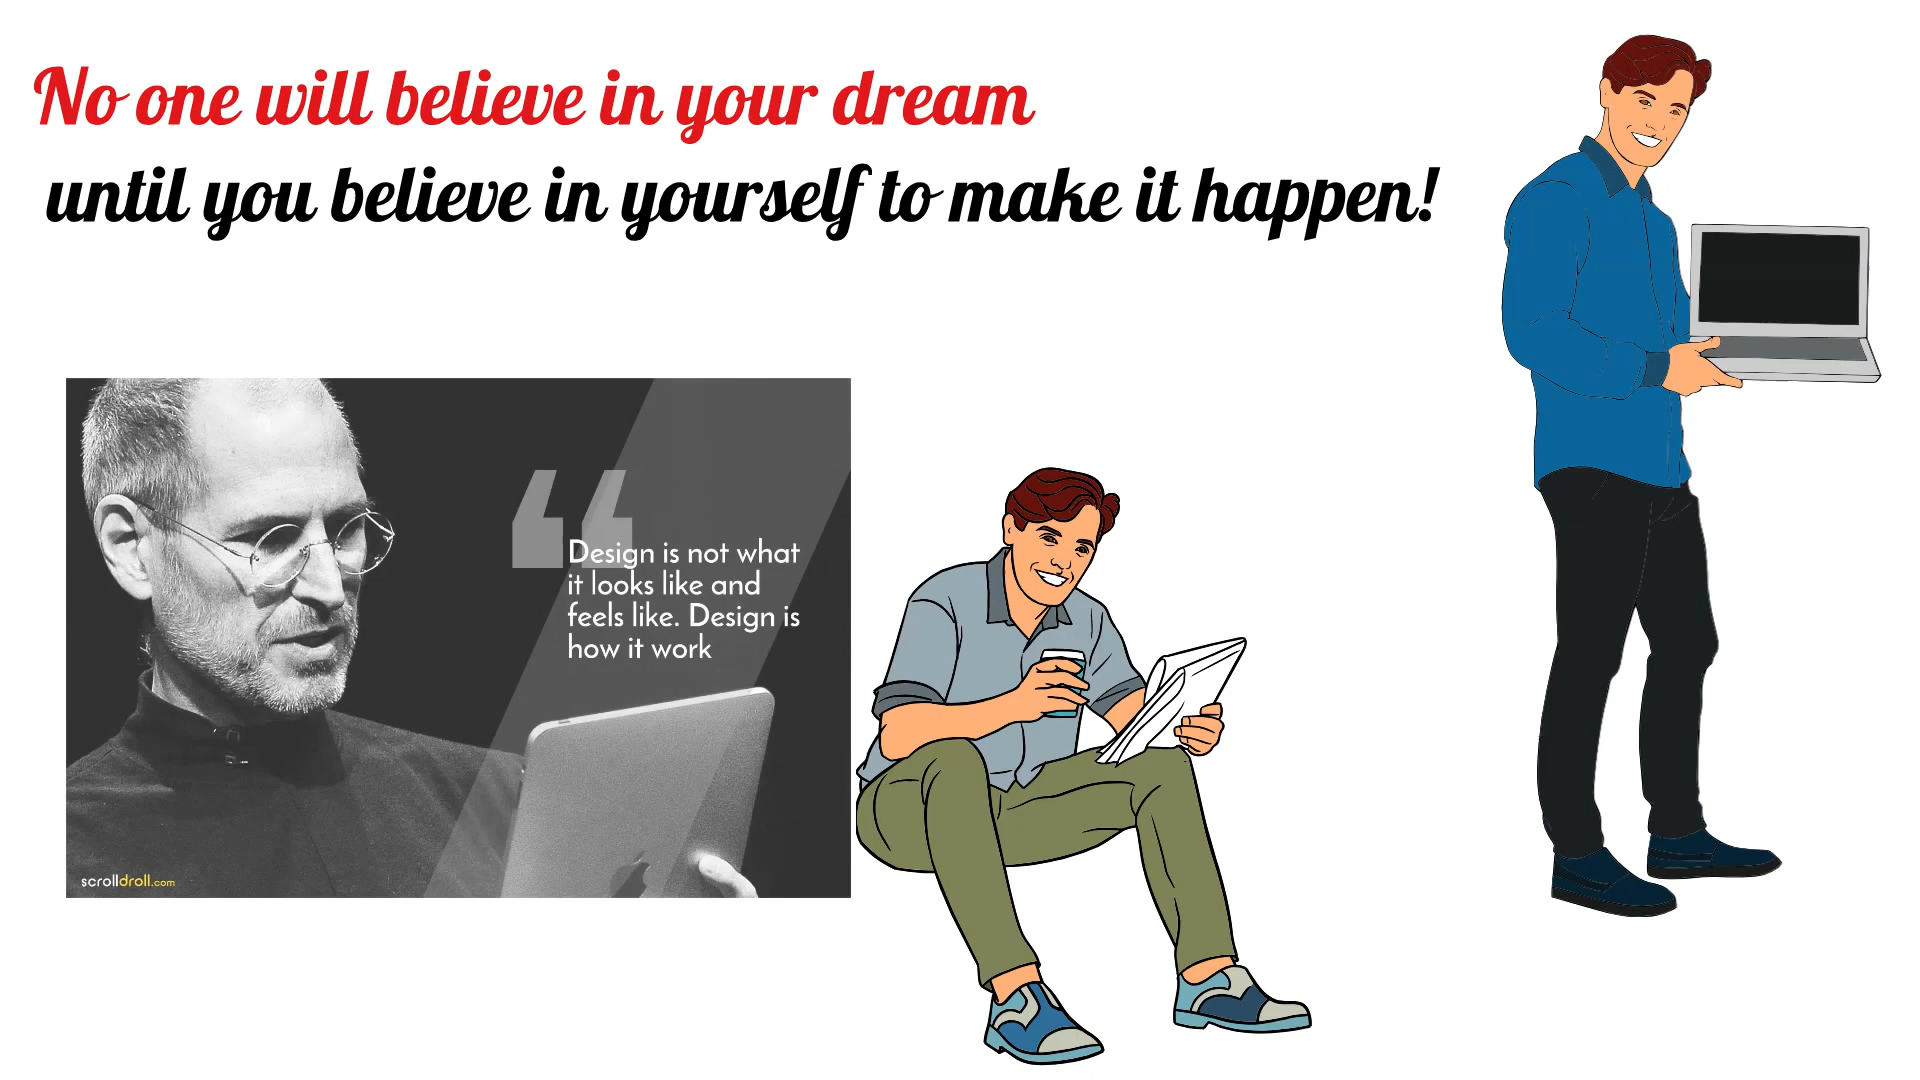 No one will believe in your dream
until you believe in yourself to make it happen!
“
Design is not what
it looks like and
feels like. Design is
how it work
scrolldroll.com